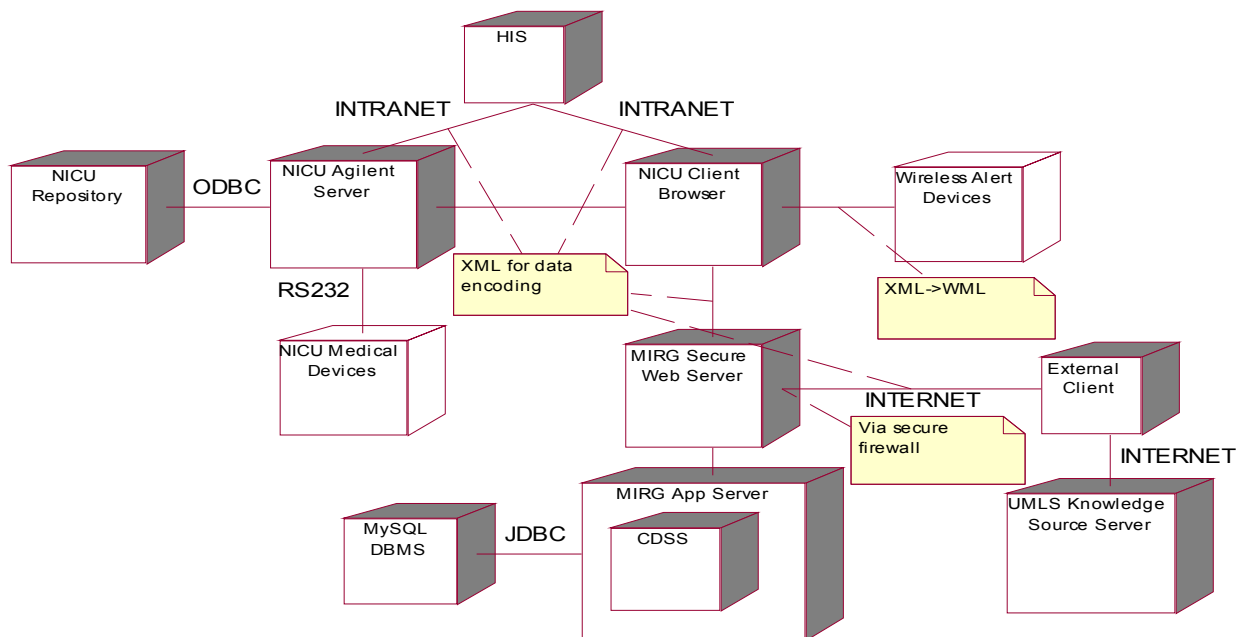 HIS
INTRANET
INTRANET
NICU
Repository
ODBC
NICU Agilent
Server
NICU Client
Browser
Wireless Alert
Devices
RS232
XML for data
encoding
XML->WML
NICU Medical
Devices
MIRG Secure
Web Server
External
Client
INTERNET
Via secure
firewall
INTERNET
MIRG App Server
UMLS Knowledge
Source Server
MySQL
DBMS
JDBC
CDSS